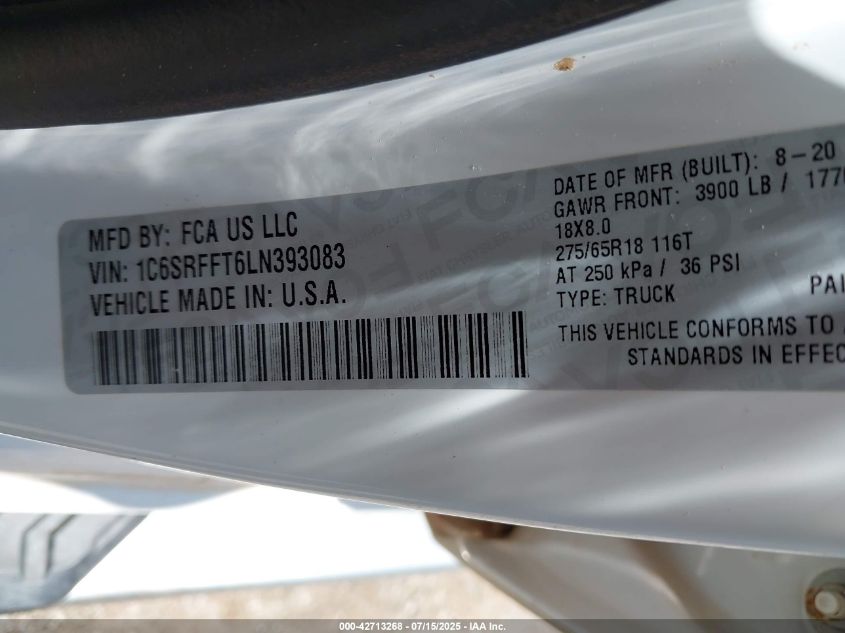 MFD BY: FCA US LLC
VIN: 1C6SRFFT6LN393083
VEHICLE MADE IN: U.S.A.
DATE OF MFR (BUILT): 8-20
GAWR FRONT: 3900 LB / 177
18X8.0
275/65R18 116T
AT 250 kPa / 36 PSI
TYPE: TRUCK
PAI
THIS VEHICLE CONFORMS TO
STANDARDS IN EFFEC
000-42713268 - 07/15/2025 - IAA Inc.